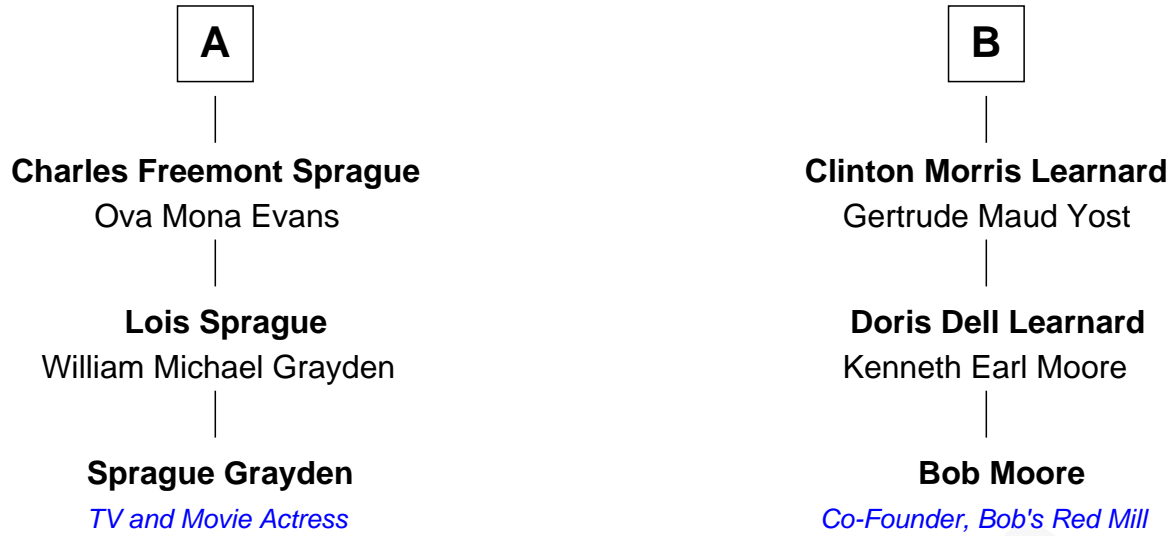 A
B
Charles Freemont Sprague
Clinton Morris Learnard
Ova Mona Evans
Gertrude Maud Yost
Lois Sprague
Doris Dell Learnard
William Michael Grayden
Kenneth Earl Moore
Sprague Grayden
Bob Moore
TV and Movie Actress
Co-Founder, Bob's Red Mill